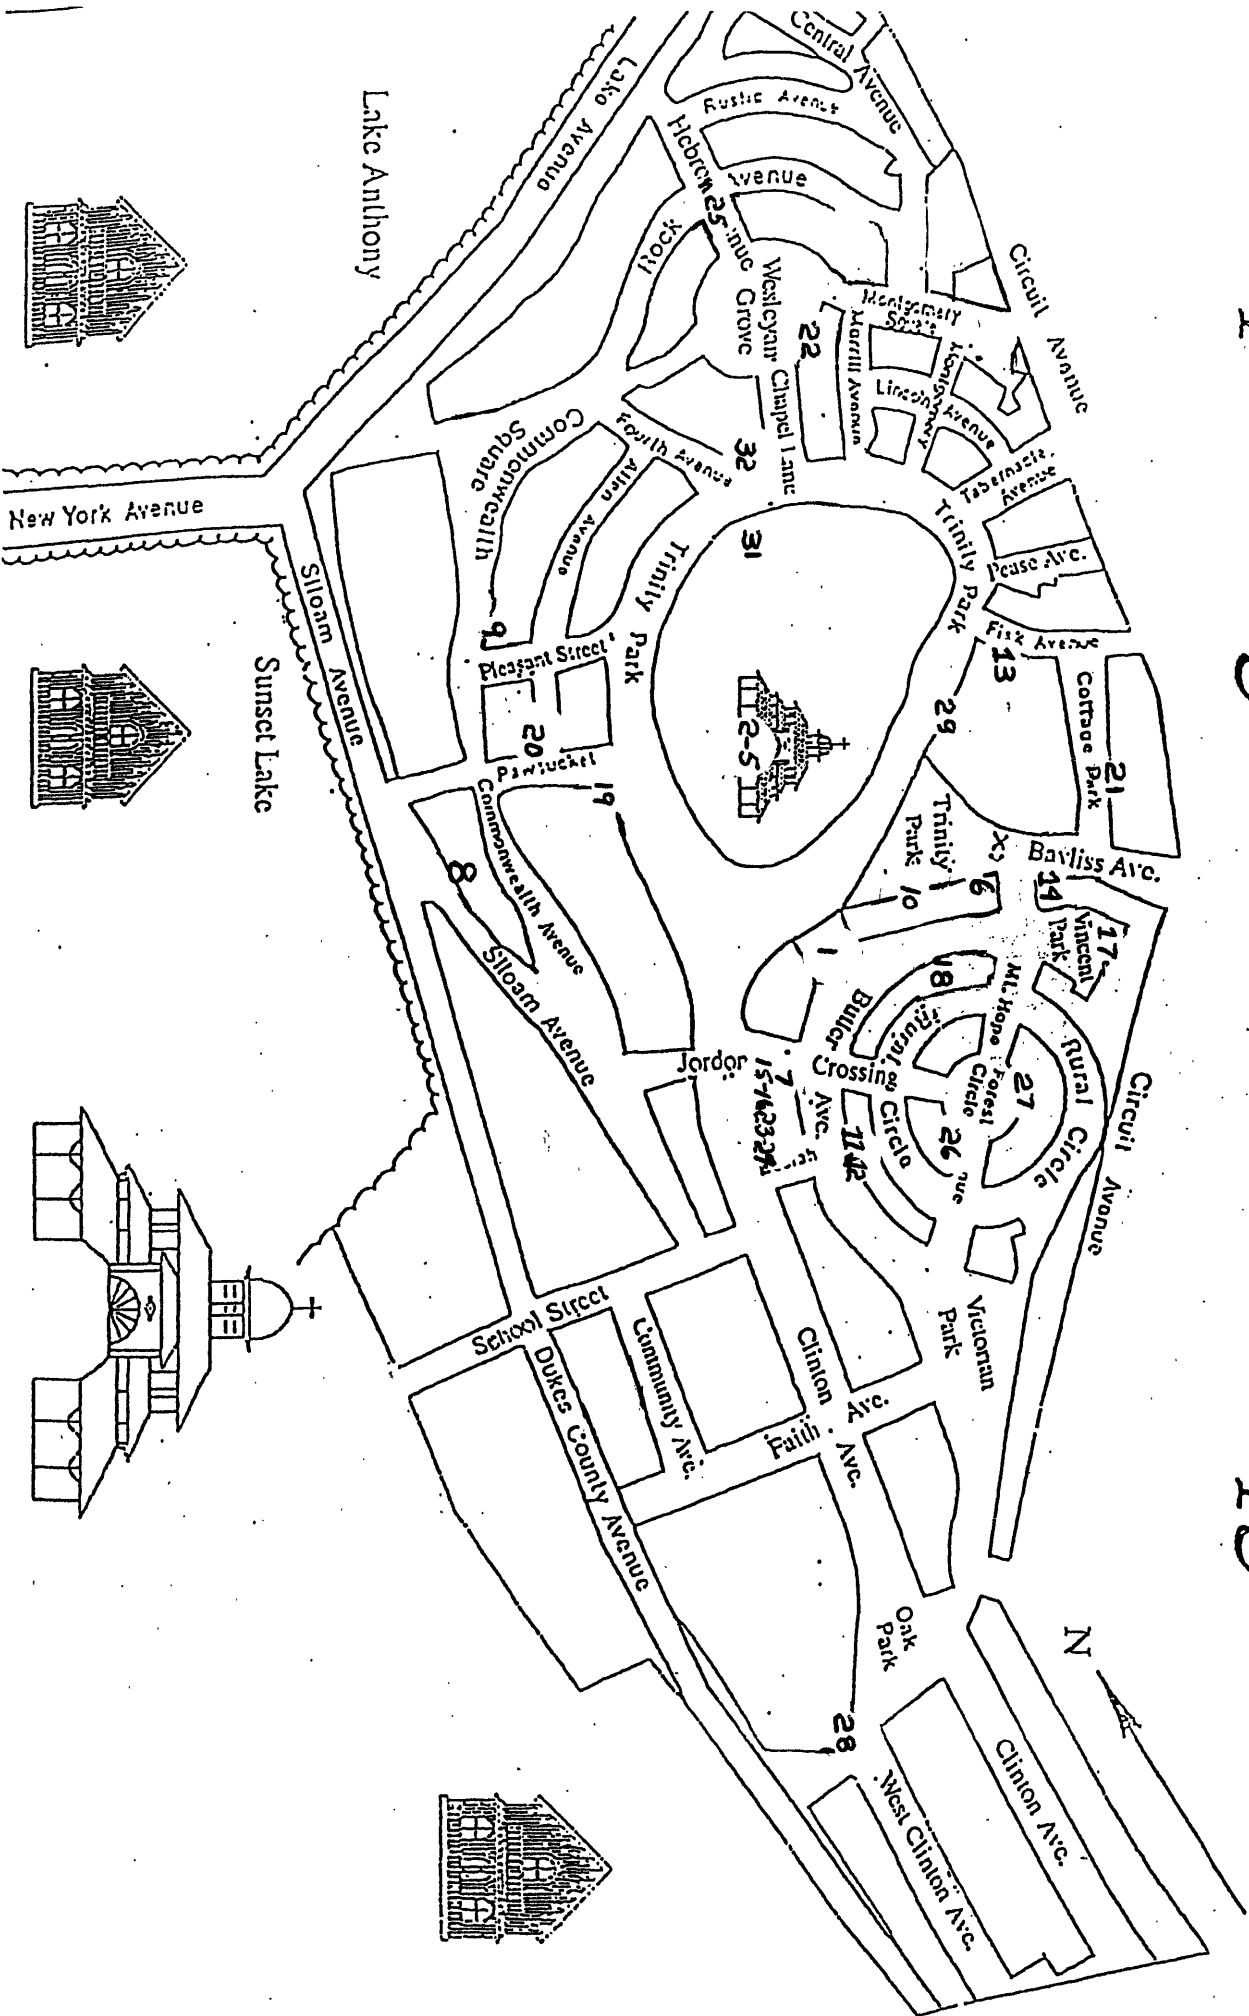 Central Avenue
Circuit Avenue
Lake Avenue
Rustic Avenue
Lake Anthony
Avenue
25
Rock
Wesleyan
Grove
Chapel Lane
22
Montgomery
Merrill Avenue
Lincoln Avenue
Tabernacle
Avenue
Trinity Park
Pease Ave.
Fisk Avenue
13
Cottage Park
21
29
Commonwealth
Square
Fourth Avenue
32
31
Allen
Avenue
Trinity Park
9
Pleasant Street
20
19
2-5
New York Avenue
Siloam Avenue
Sunset Lake
8
Commonwealth Avenue
Siloam Avenue
Trinity
Park
10
6
1
Bayliss Ave.
14
Vincent
Park
17
18
Butler
Ave.
Rural
Circle
Mt. Hope
Forest
Circle
27
26
Rural Circle
Circuit Avenue
Crossing
7
15-16
11
12
School Street
Dukes County Avenue
Community Ave.
Clinton
Ave.
Faith
Ave.
Victorian
Park
Oak
Park
28
N
Clinton Ave.
West Clinton Ave.